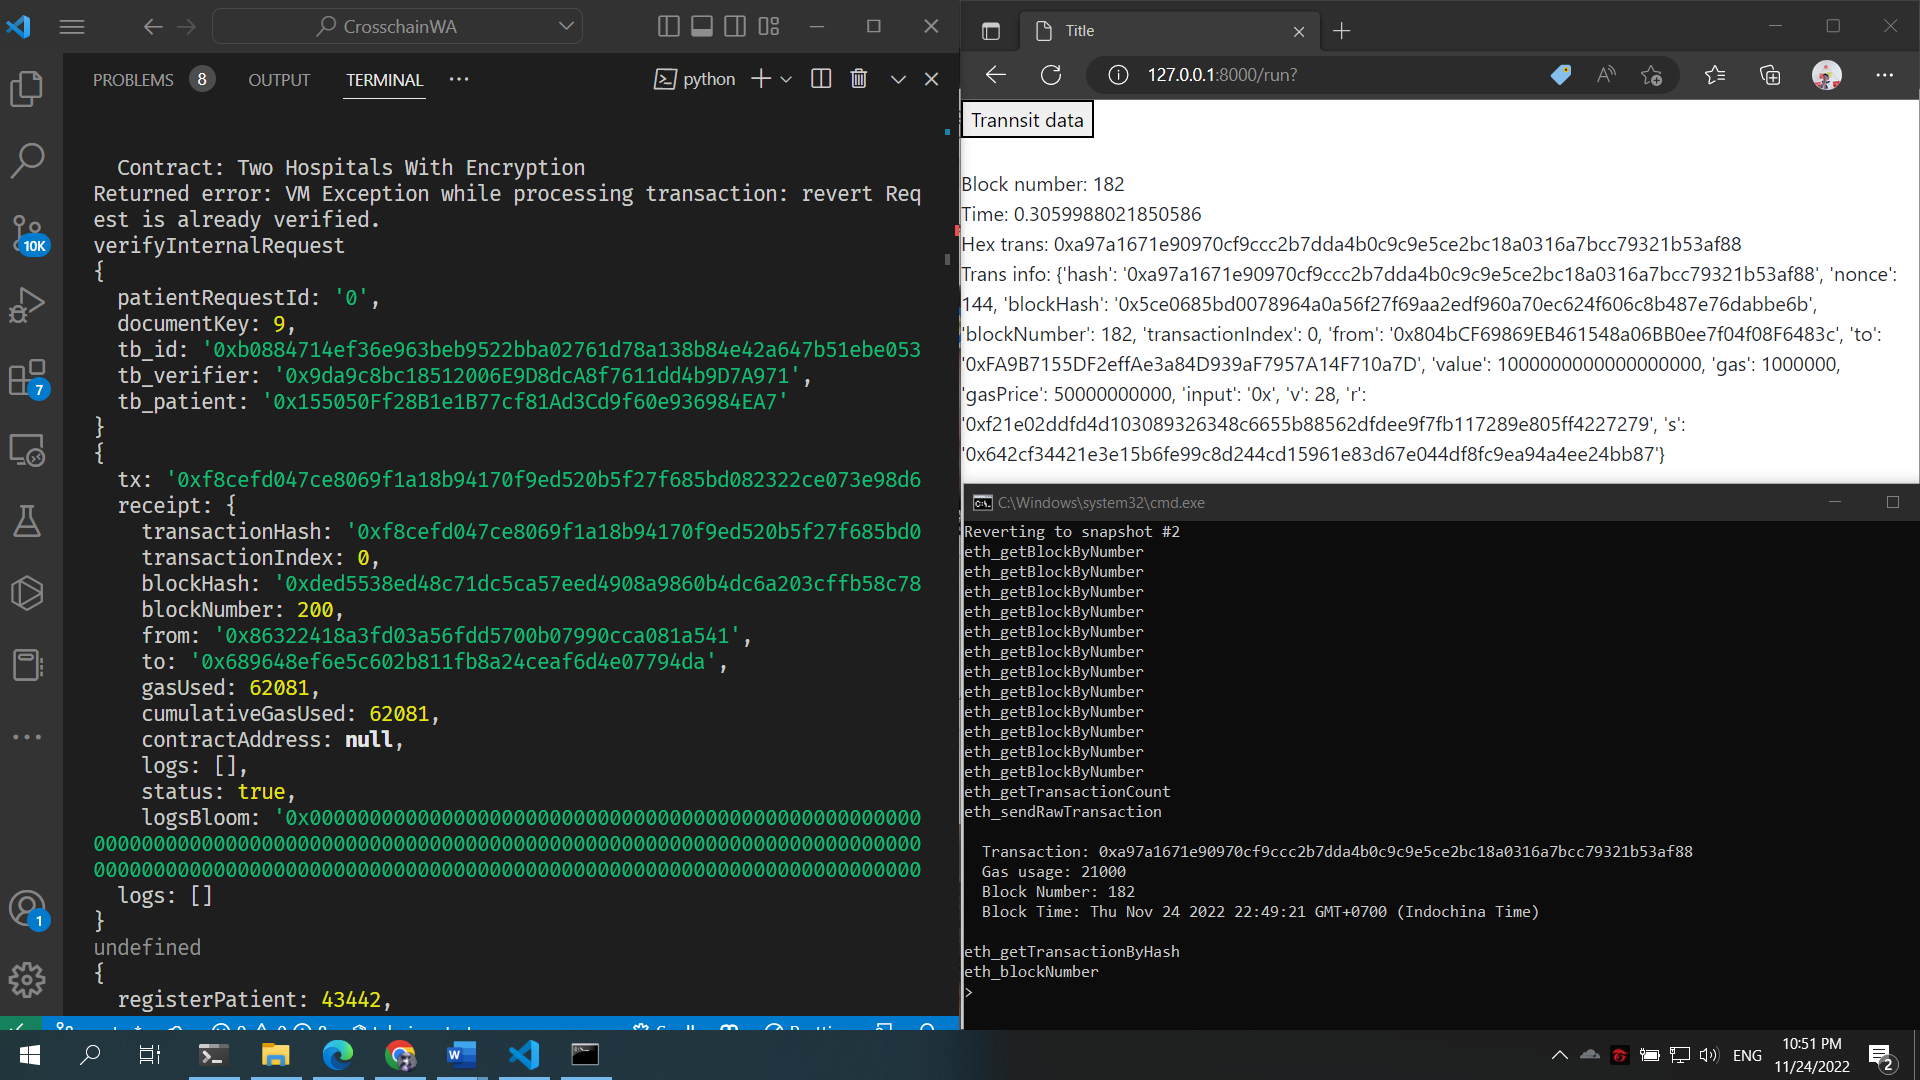 CrosschainWA
PROBLEMS 8 OUTPUT TERMINAL ··· python
Contract: Two Hospitals With Encryption
Returned error: VM Exception while processing transaction: revert Req
est is already verified.
verifyInternalRequest
{
patientRequestId: '0',
documentKey: 9,
tb_id: '0xb0884714ef36e963beb9522bba02761d78a138b84e42a647b51ebe053
tb_verifier: '0x9da9c8bc18512006E9D8dcA8f7611dd4b9D7A971',
tb_patient: '0x155050Ff28B1e1B77cf81Ad3Cd9f60e936984EA7'
}
{
tx: '0xf8cefd047ce8069f1a18b94170f9ed520b5f27f685bd082322ce073e98d6
receipt: {
transactionHash: '0xf8cefd047ce8069f1a18b94170f9ed520b5f27f685bd0
transactionIndex: 0,
blockHash: '0xded5538ed48c71dc5ca57eed4908a9860b4dc6a203cffb58c78
blockNumber: 200,
from: '0x86322418a3fd03a56fdd5700b07990cca081a541',
to: '0x689648ef6e5c602b811fb8a24ceaf6d4e07794da',
gasUsed: 62081,
cumulativeGasUsed: 62081,
contractAddress: null,
logs: [],
status: true,
logsBloom: '0x000000000000000000000000000000000000000000000000000
000000000000000000000000000000000000000000000000000000000000000000000
000000000000000000000000000000000000000000000000000000000000000000000
logs: []
}
undefined
{
registerPatient: 43442,
10K
7
1
Title
127.0.0.1:8000/run?
Trannsit data
Block number: 182
Time: 0.3059988021850586
Hex trans: 0xa97a1671e90970cf9ccc2b7dda4b0c9c9e5ce2bc18a0316a7bcc79321b53af88
Trans info: {'hash': '0xa97a1671e90970cf9ccc2b7dda4b0c9c9e5ce2bc18a0316a7bcc79321b53af88', 'nonce':
144, 'blockHash': '0x5ce0685bd0078964a0a56f27f69aa2edf960a70ec624f606c8b487e76dabbe6b',
'blockNumber': 182, 'transactionIndex': 0, 'from': '0x804bCF69869EB461548a06BB0ee7f04f08F6483c', 'to':
'0xFA9B7155DF2effAe3a84D939aF7957A14F710a7D', 'value': 1000000000000000000, 'gas': 1000000,
'gasPrice': 50000000000, 'input': '0x', 'v': 28, 'r':
'0xf21e02ddfd4d103089326348c6655b88562dfdee9f7fb117289e805ff4227279', 's':
'0x642cf34421e3e15b6fe99c8d244cd15961e83d67e044df8fc9ea94a4ee24bb87'}
C:\Windows\system32\cmd.exe
Reverting to snapshot #2
eth_getBlockByNumber
eth_getBlockByNumber
eth_getBlockByNumber
eth_getBlockByNumber
eth_getBlockByNumber
eth_getBlockByNumber
eth_getBlockByNumber
eth_getBlockByNumber
eth_getBlockByNumber
eth_getBlockByNumber
eth_getBlockByNumber
eth_getBlockByNumber
eth_getTransactionCount
eth_sendRawTransaction
Transaction: 0xa97a1671e90970cf9ccc2b7dda4b0c9c9e5ce2bc18a0316a7bcc79321b53af88
Gas usage: 21000
Block Number: 182
Block Time: Thu Nov 24 2022 22:49:21 GMT+0700 (Indochina Time)
eth_getTransactionByHash
eth_blockNumber
>
ENG
10:51 PM
11/24/2022
2